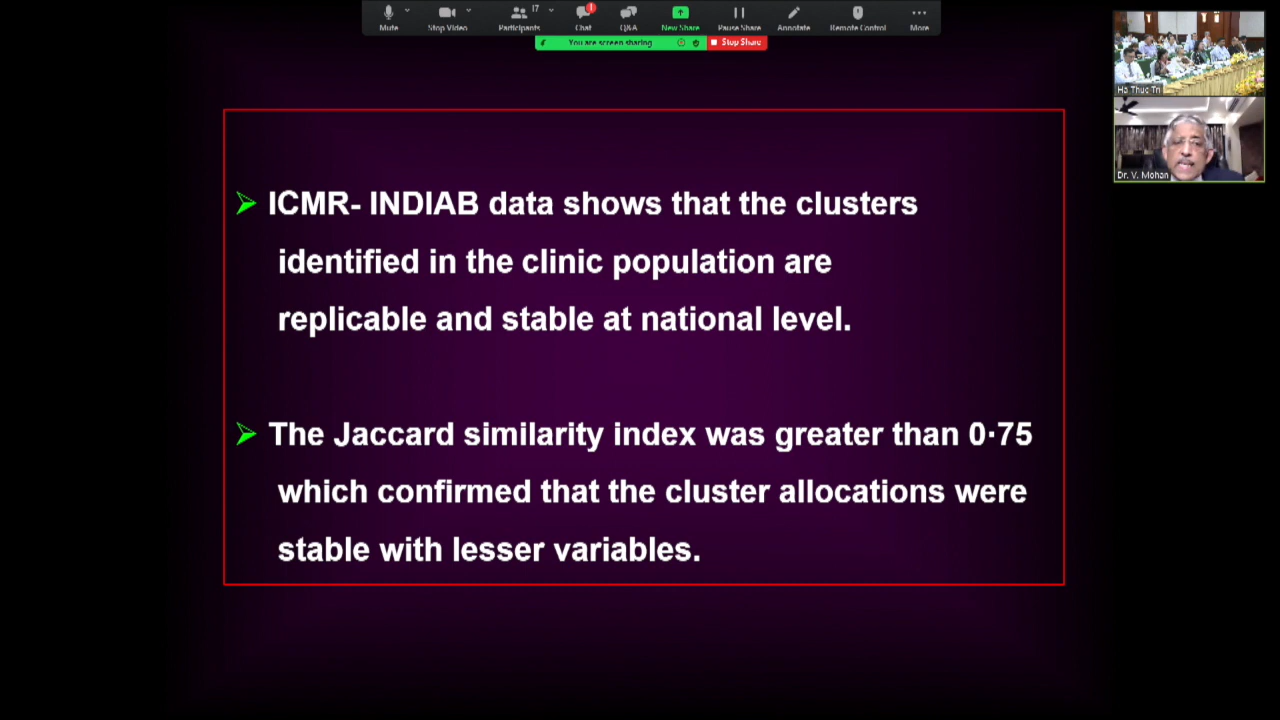 Mute
Stop Video
17
Participants
1
Chat
Q&A
New Share
Pause Share
Annotate
Remote Control
More
You are screen sharing
Stop Share
Ha Thuc Tri
Dr. V. Mohan
ICMR- INDIAB data shows that the clusters
identified in the clinic population are
replicable and stable at national level.
The Jaccard similarity index was greater than 0·75
which confirmed that the cluster allocations were
stable with lesser variables.